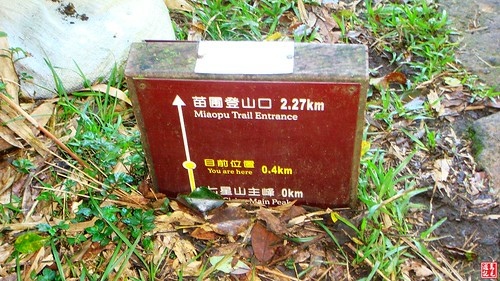 苗圃登山口 2.27km
Miaopu Trail Entrance
目前位置 0.4km
You are here
七星山主峰 0km
Main Peak